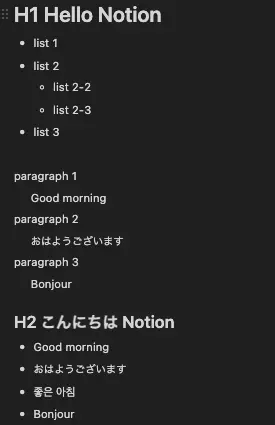 H1 Hello Notion
list 1
list 2
list 2-2
list 2-3
list 3
paragraph 1
Good morning
paragraph 2
おはようございます
paragraph 3
Bonjour
H2 こんにちは Notion
Good morning
おはようございます
좋은 아침
Bonjour